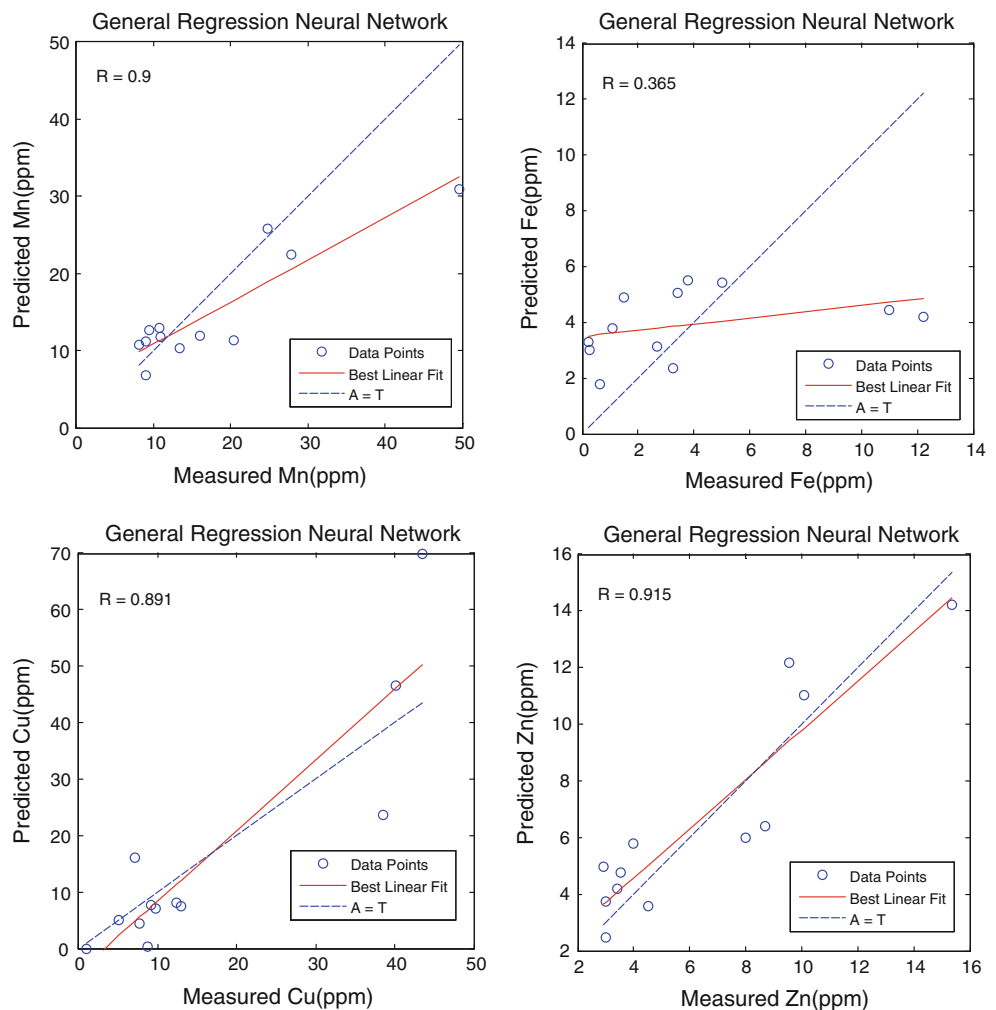 General Regression Neural Network
R = 0.9
Predicted Mn(ppm)
50
40
30
20
10
0
0 10 20 30 40 50
Measured Mn(ppm)
Data Points
Best Linear Fit
A = T
General Regression Neural Network
R = 0.365
Predicted Fe(ppm)
14
12
10
8
6
4
2
0
0 2 4 6 8 10 12 14
Measured Fe(ppm)
Data Points
Best Linear Fit
A = T
General Regression Neural Network
R = 0.891
Predicted Cu(ppm)
70
60
50
40
30
20
10
0
0 10 20 30 40 50
Measured Cu(ppm)
Data Points
Best Linear Fit
A = T
General Regression Neural Network
R = 0.915
Predicted Zn(ppm)
16
14
12
10
8
6
4
2
2 4 6 8 10 12 14 16
Measured Zn(ppm)
Data Points
Best Linear Fit
A = T